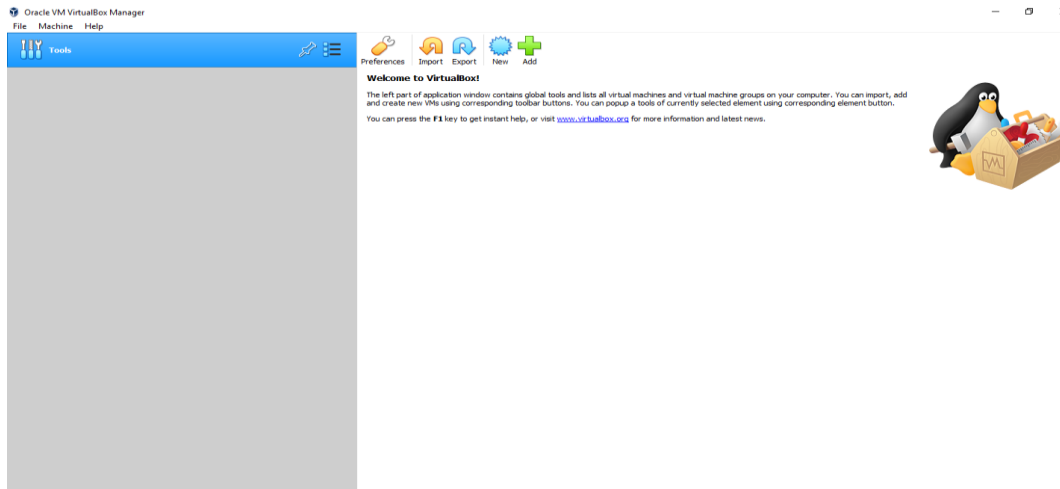 Oracle VM VirtualBox Manager
File Machine Help
Tools
Preferences Import Export New Add
Welcome to VirtualBox!
The left part of application window contains global tools and lists all virtual machines and virtual machine groups on your computer. You can import, add
and create new VMs using corresponding toolbar buttons. You can popup a tools of currently selected element using corresponding element button.
You can press the F1 key to get instant help, or visit www.virtualbox.org for more information and latest news.